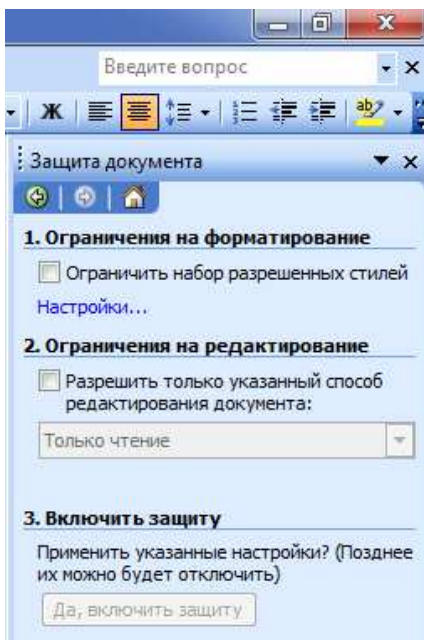 Введите вопрос
Ж
Защита документа
1. Ограничения на форматирование
Ограничить набор разрешенных стилей
Настройки...
2. Ограничения на редактирование
Разрешить только указанный способ
редактирования документа:
Только чтение
3. Включить защиту
Применить указанные настройки? (Позднее
их можно будет отключить)
Да, включить защиту